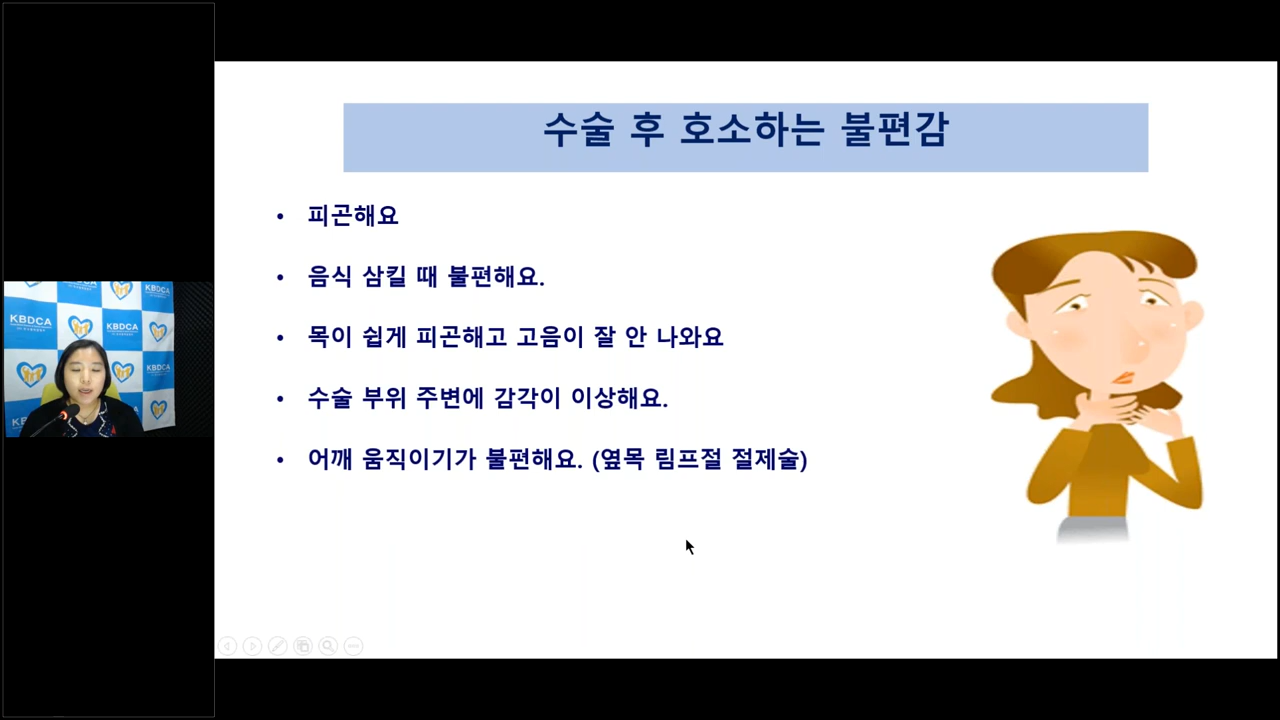 수술 후 호소하는 불편감
• 피곤해요
• 음식 삼킬 때 불편해요.
• 목이 쉽게 피곤해고 고음이 잘 안 나와요
• 수술 부위 주변에 감각이 이상해요.
• 어깨 움직이기가 불편해요. (옆목 림프절 절제술)
KBDCA
KBDCA
KBDCA
KBDCA